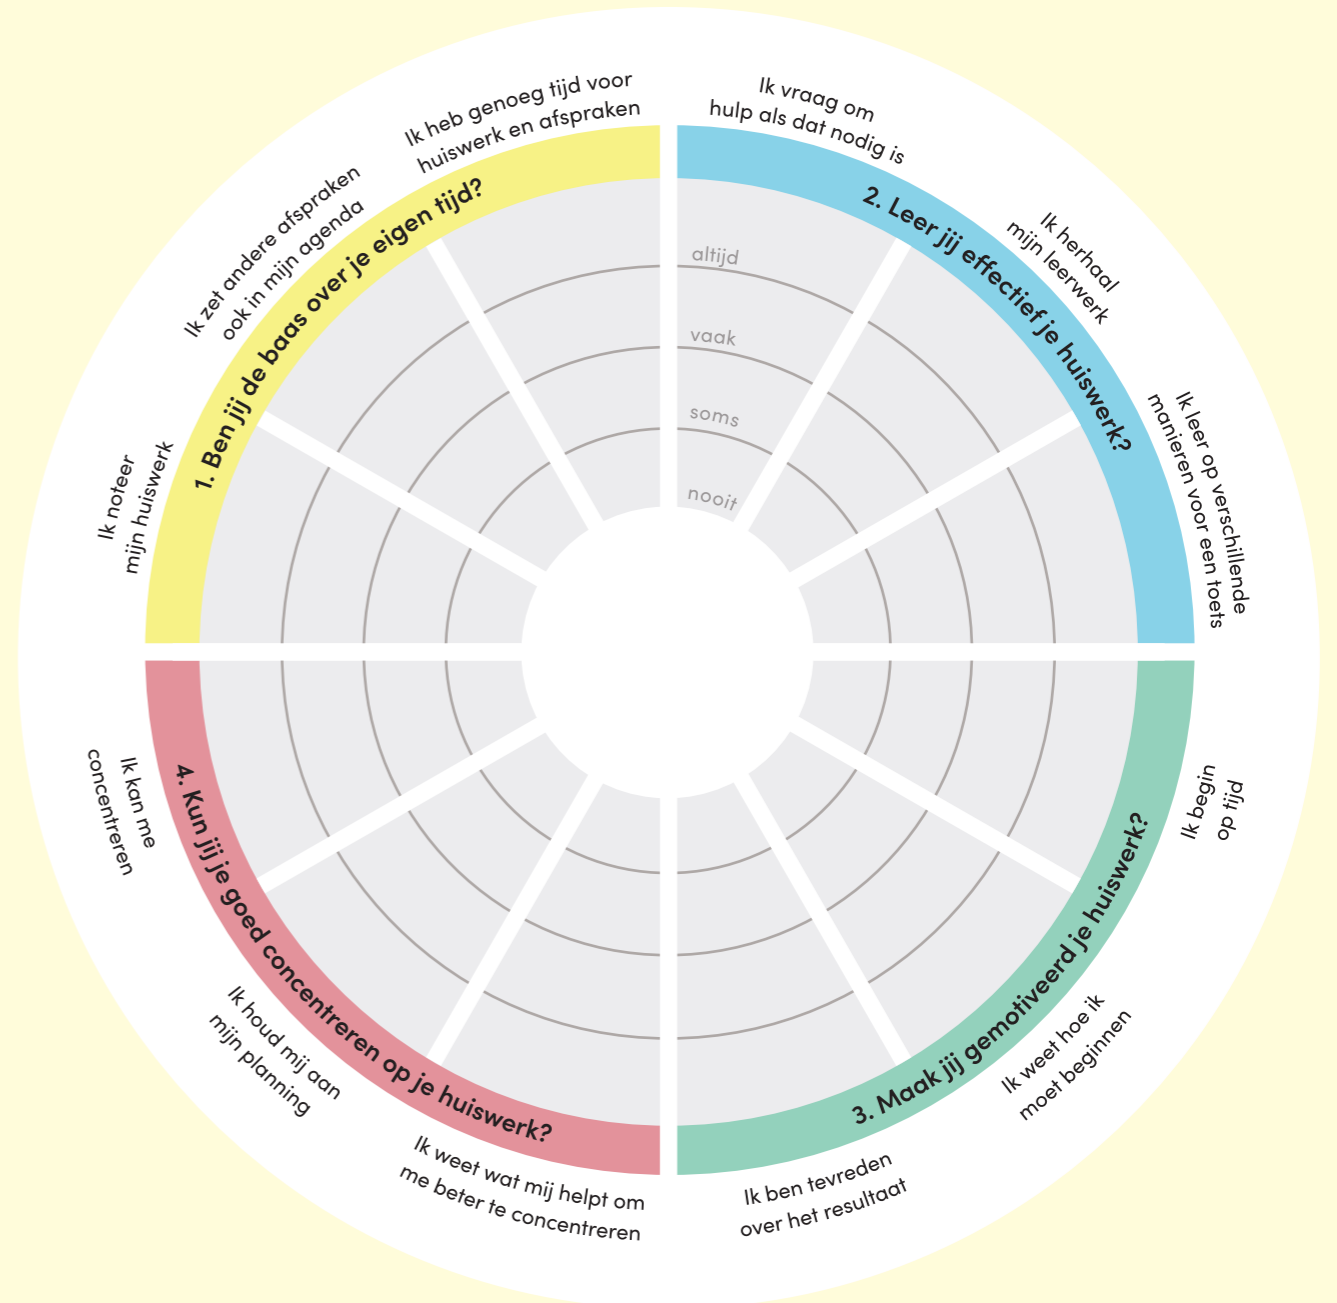 1. Ben jij de baas over je eigen tijd?
Ik noteer
mijn huiswerk
Ik zet andere afspraken
ook in mijn agenda
Ik heb genoeg tijd voor
huiswerk en afspraken
2. Leer jij effectief je huiswerk?
Ik vraag om
hulp als dat nodig is
Ik herhaal
mijn leerwerk
Ik leer op verschillende
manieren voor een toets
altijd
vaak
soms
nooit
3. Maak jij gemotiveerd je huiswerk?
Ik begin
op tijd
Ik weet hoe ik
moet beginnen
Ik ben tevreden
over het resultaat
4. Kun jij je goed concentreren op je huiswerk?
Ik weet wat mij helpt om
me beter te concentreren
Ik houd mij aan
mijn planning
Ik kan me
concentreren